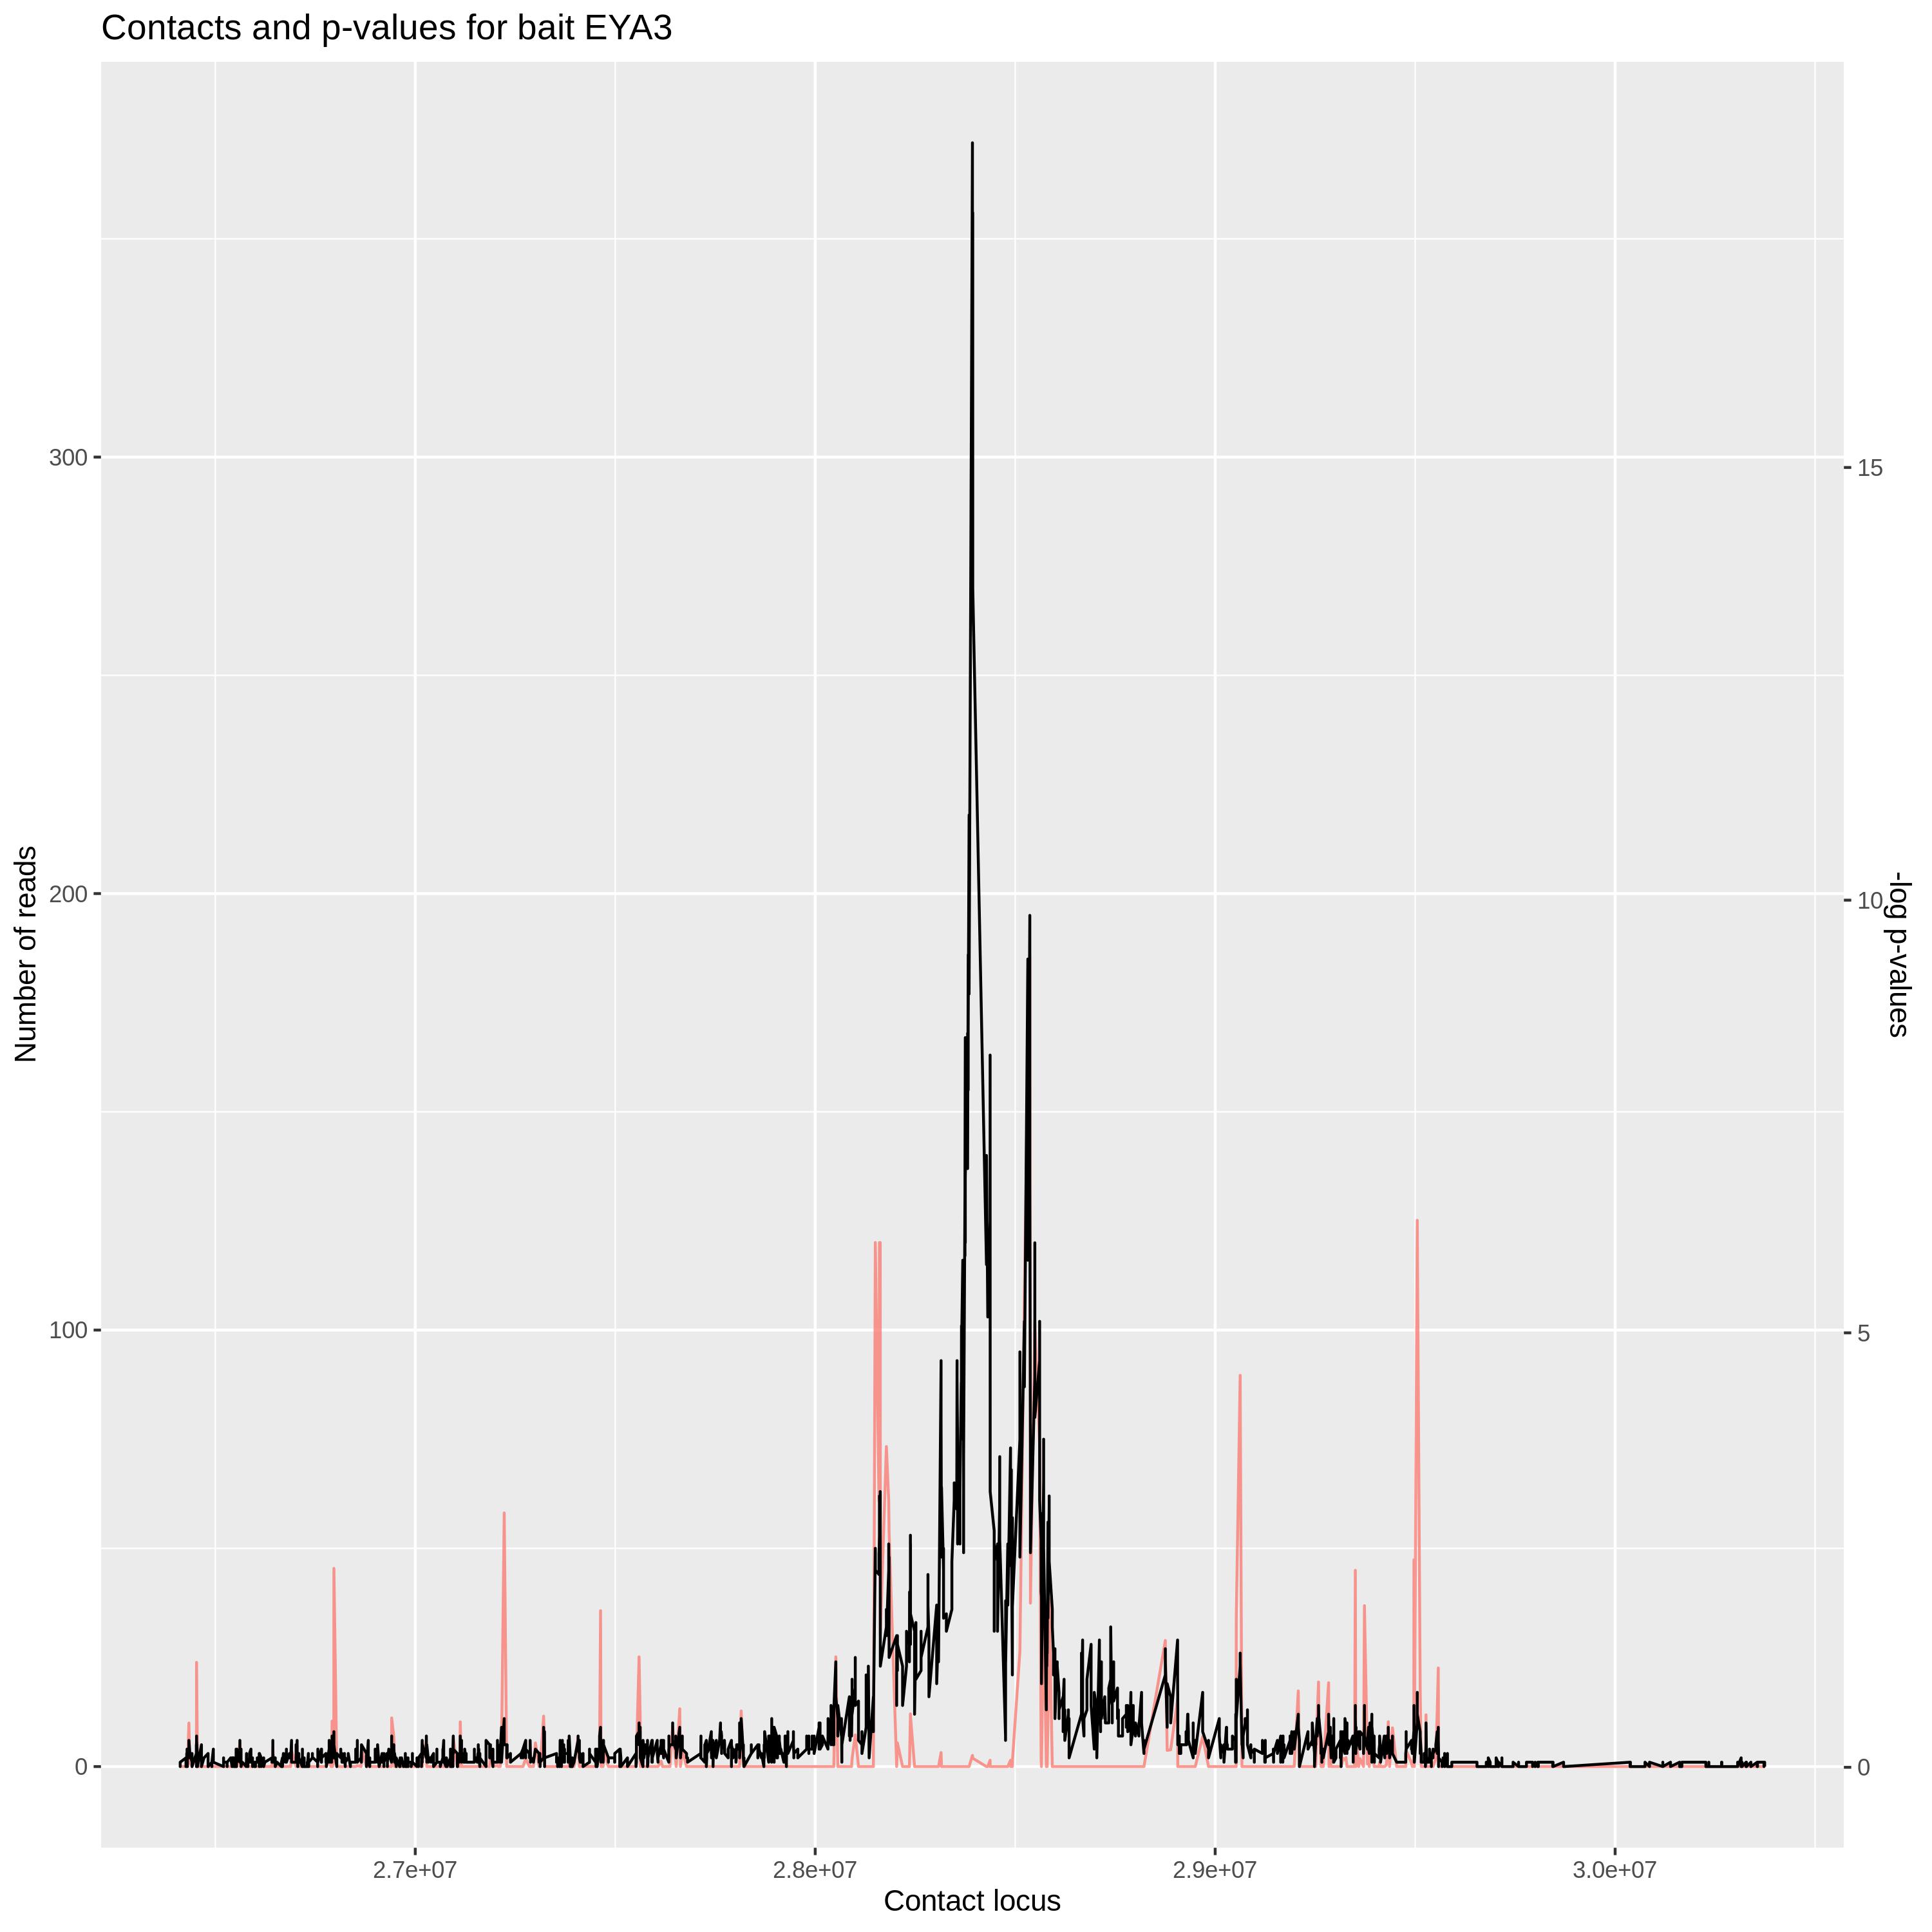 Contacts and p-values for bait EYA3
Number of reads
300
200
100
0
15
10
5
0
-log p-values
2.7e+07 2.8e+07 2.9e+07 3.0e+07
Contact locus